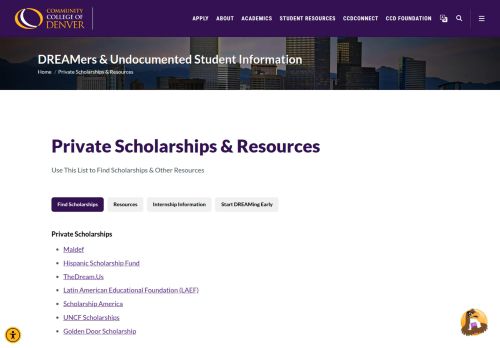 COMMUNITY
COLLEGE OF
DENVER
APPLY ABOUT ACADEMICS STUDENT RESOURCES CCDCONNECT CCD FOUNDATION
DREAMers & Undocumented Student Information
Home / Private Scholarships & Resources
Private Scholarships & Resources
Use This List to Find Scholarships & Other Resources
Find Scholarships Resources Internship Information Start DREAMing Early
Private Scholarships
Maldef
Hispanic Scholarship Fund
TheDream.Us
Latin American Educational Foundation (LAEF)
Scholarship America
UNCF Scholarships
Golden Door Scholarship